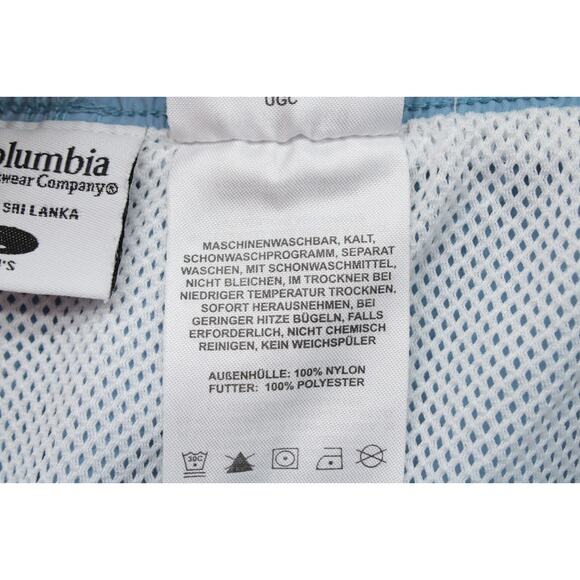 UGC
olumbia
wear Company®
SRI LANKA
MASCHINENWASCHBAR, KALT,
SCHONWASCHPROGRAMM, SEPARAT
WASCHEN, MIT SCHONWASCHMITTEL,
NICHT BLEICHEN, IM TROCKNER BEI
NIEDRIGER TEMPERATUR TROCKNEN,
SOFORT HERAUSNEHMEN, BEI
GERINGER HITZE BÜGELN, FALLS
ERFORDERLICH, NICHT CHEMISCH
REINIGEN, KEIN WEICHSPÜLER
AUßENHÜLLE: 100% NYLON
FUTTER: 100% POLYESTER
30C